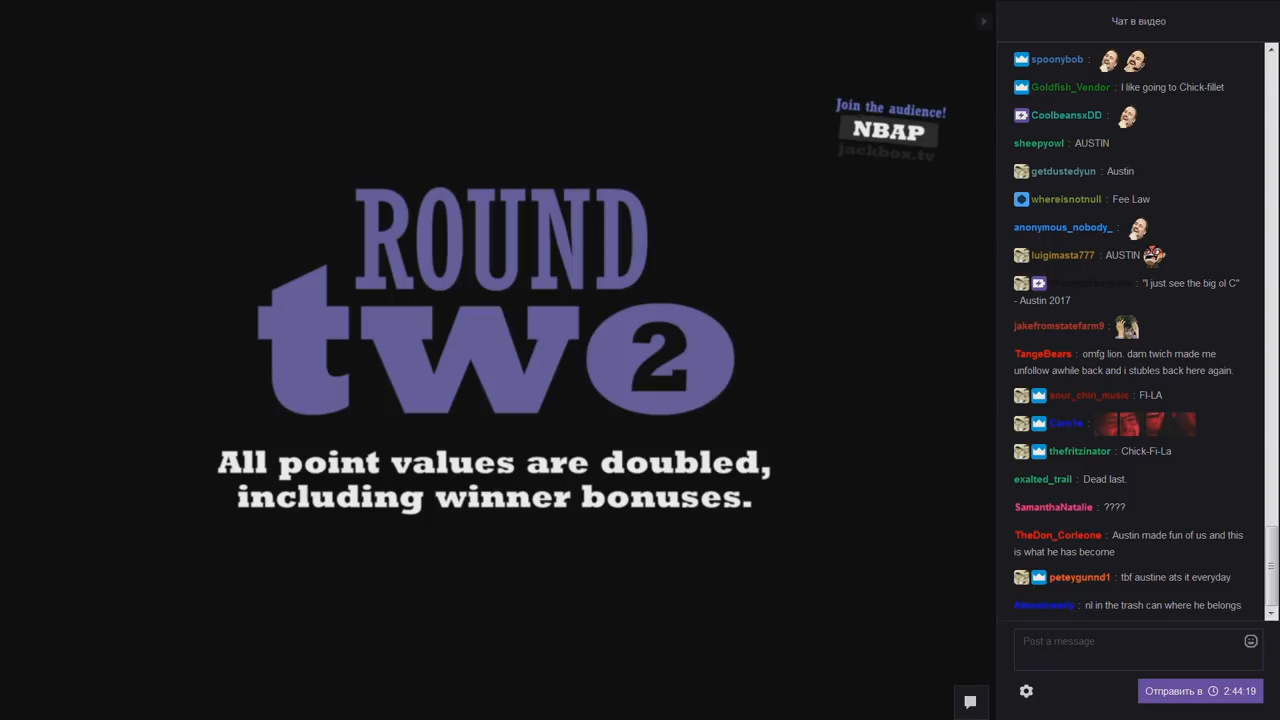 Чат в видео
Join the audience!
NBAP
jackbox.tv
ROUND
two
2
All point values are doubled,
including winner bonuses.
spoonybob :
Goldfish_Vendor : I like going to Chick-fillet
CoolbeansxDD :
sheepyowl : AUSTIN
getdustedyun : Austin
whereisnotnull : Fee Law
anonymous_nobody_ :
luigimasta777 : AUSTIN
: "I just see the big ol C"
- Austin 2017
jakefromstatefarm9 :
TangeBears : omfg lion. dam twich made me
unfollow awhile back and i stubles back here again.
sour_chin_music : FI-LA
:
thefritzinator : Chick-Fi-La
exalted_trail : Dead last.
SamanthaNatalie : ????
TheDon_Corleone : Austin made fun of us and this
is what he has become
peteygunnd1 : tbf austine ats it everyday
: nl in the trash can where he belongs
Post a message
Отправить в 2:44:19